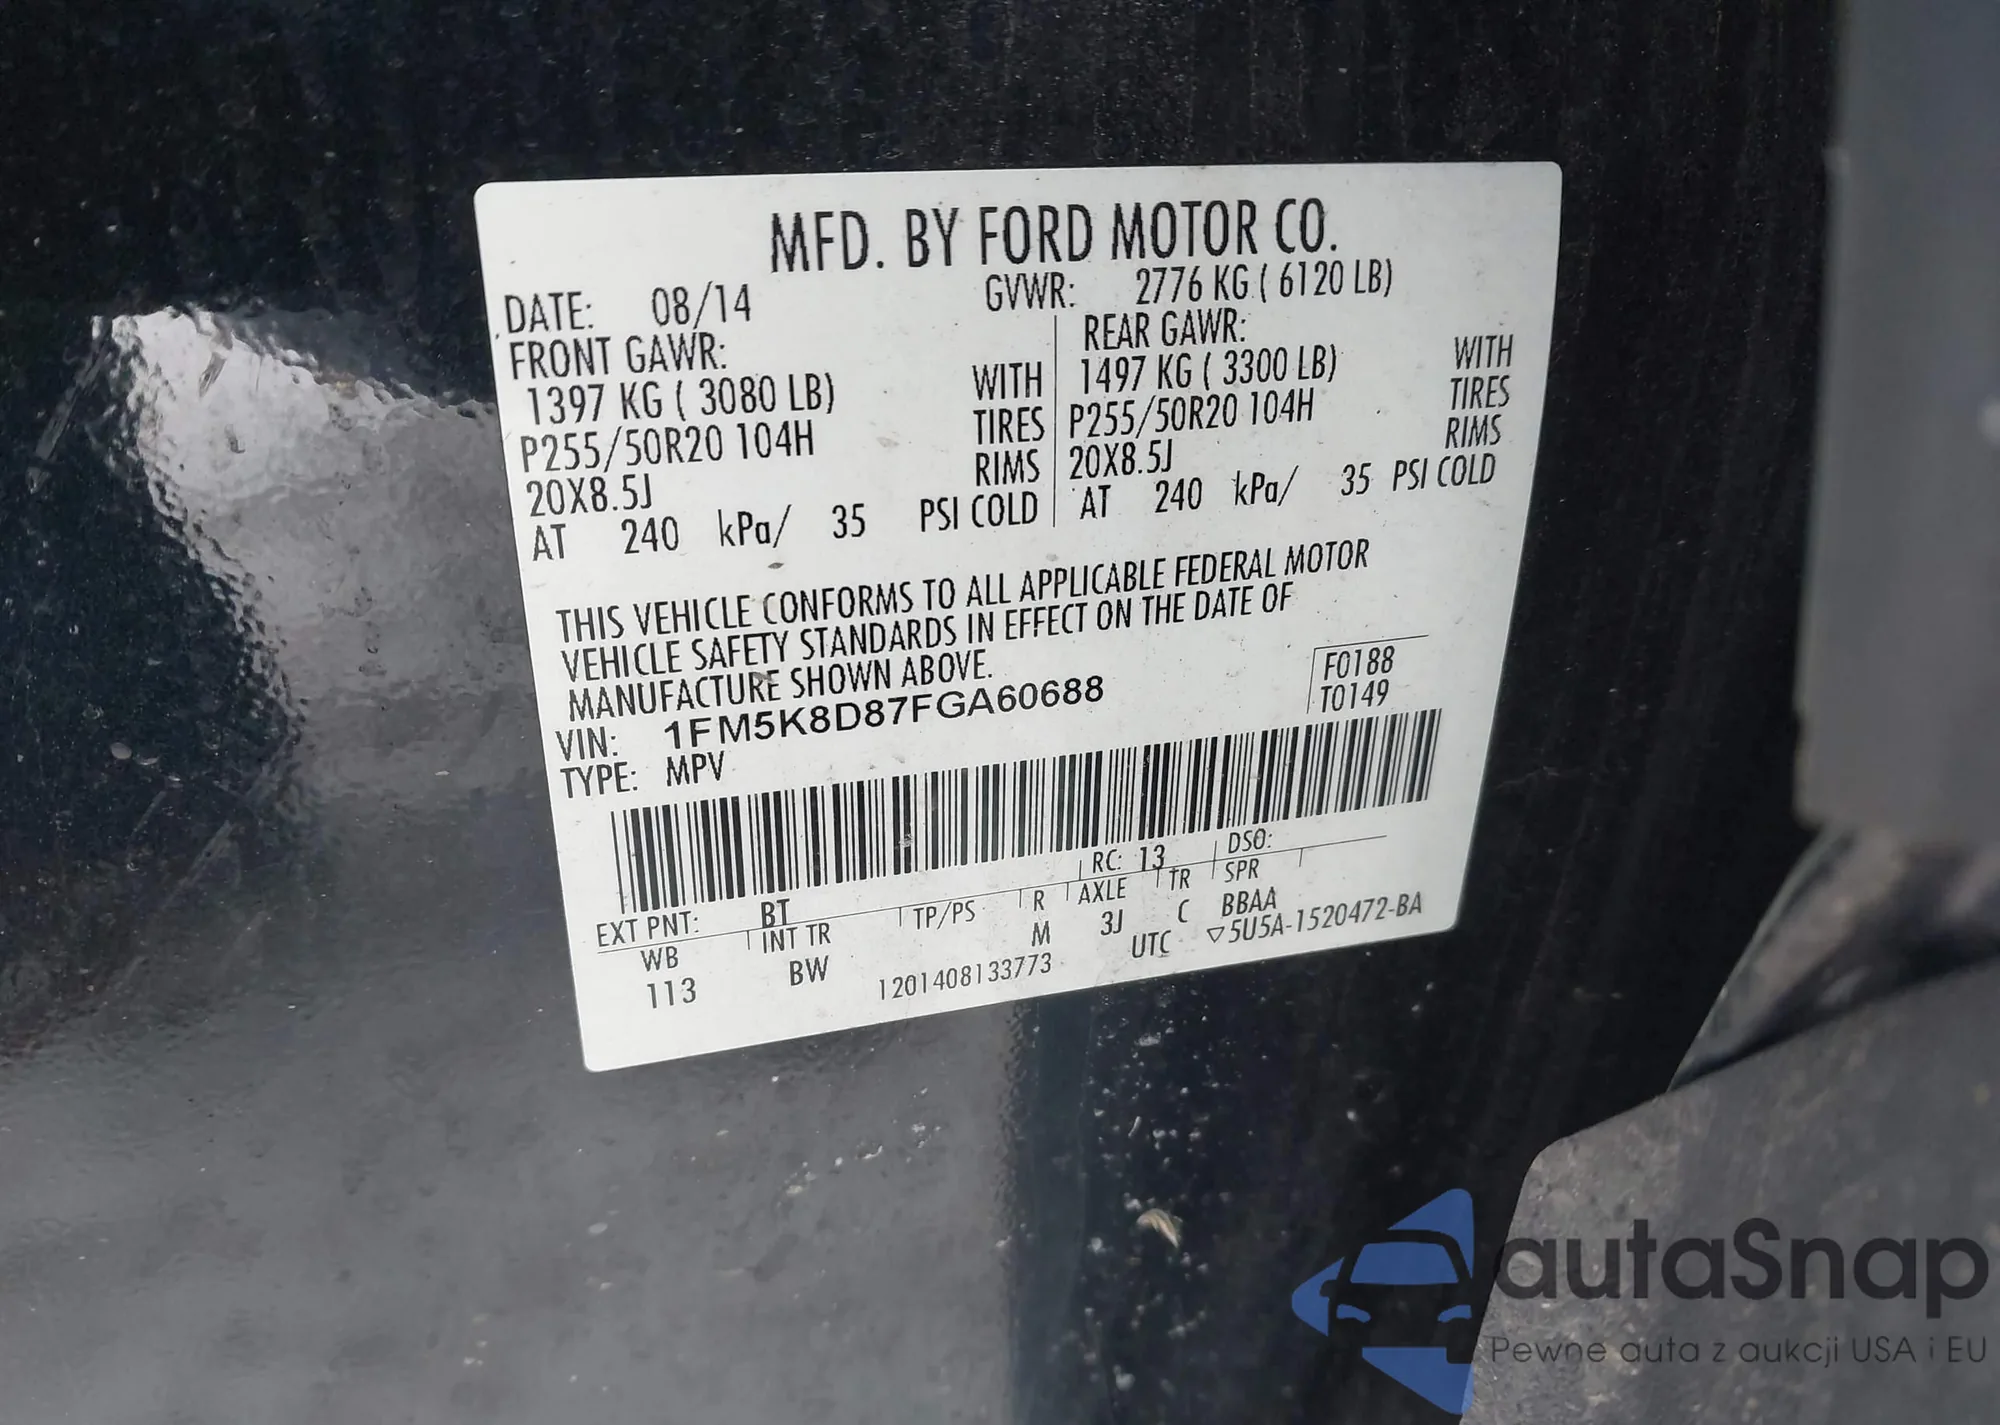 MFD. BY FORD MOTOR CO.
DATE: 08/14 GVWR: 2776 KG ( 6120 LB)
FRONT GAWR: REAR GAWR:
1397 KG ( 3080 LB) WITH 1497 KG ( 3300 LB) WITH
P255/50R20 104H TIRES P255/50R20 104H TIRES
20X8.5J RIMS 20X8.5J RIMS
AT 240 kPa/ 35 PSI COLD AT 240 kPa/ 35 PSI COLD
THIS VEHICLE CONFORMS TO ALL APPLICABLE FEDERAL MOTOR
VEHICLE SAFETY STANDARDS IN EFFECT ON THE DATE OF
MANUFACTURE SHOWN ABOVE.
F0188
T0149
VIN: 1FM5K8D87FGA60688
TYPE: MPV
RC: 13 DSO:
EXT PNT: BT
WB INT TR TP/PS R AXLE TR SPR
113 BW M 3J C BBAA
1201408133773 UTC ▽5U5A-1520472-BA
autaSnap
Pewne auta z aukcji USA i EU